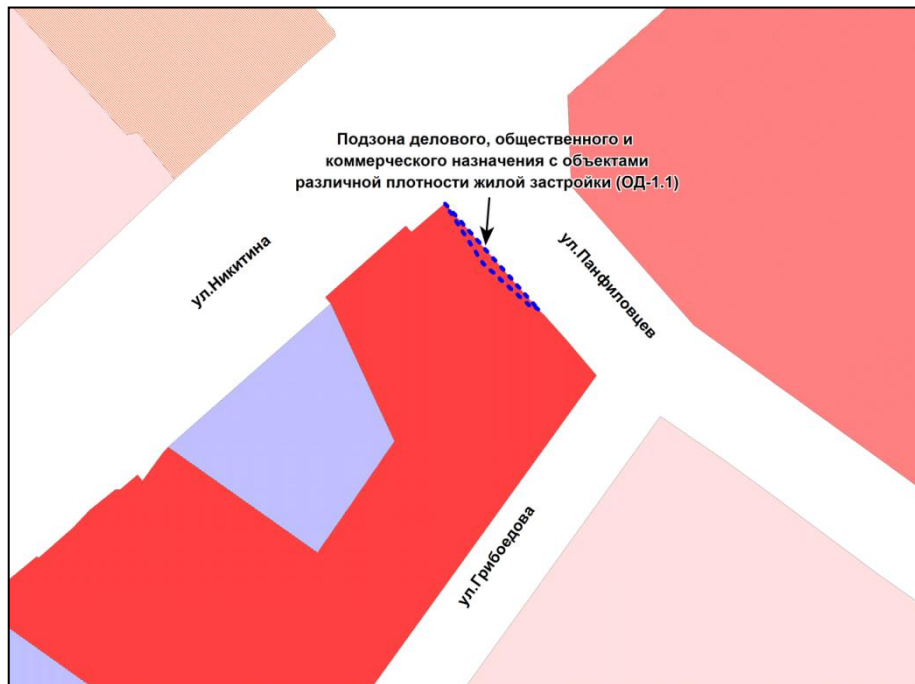 Подзона делового, общественного и
коммерческого назначения с объектами
различной плотности жилой застройки (ОД-1.1)
ул.Никитина
ул.Панфиловцев
ул.Грибоедова